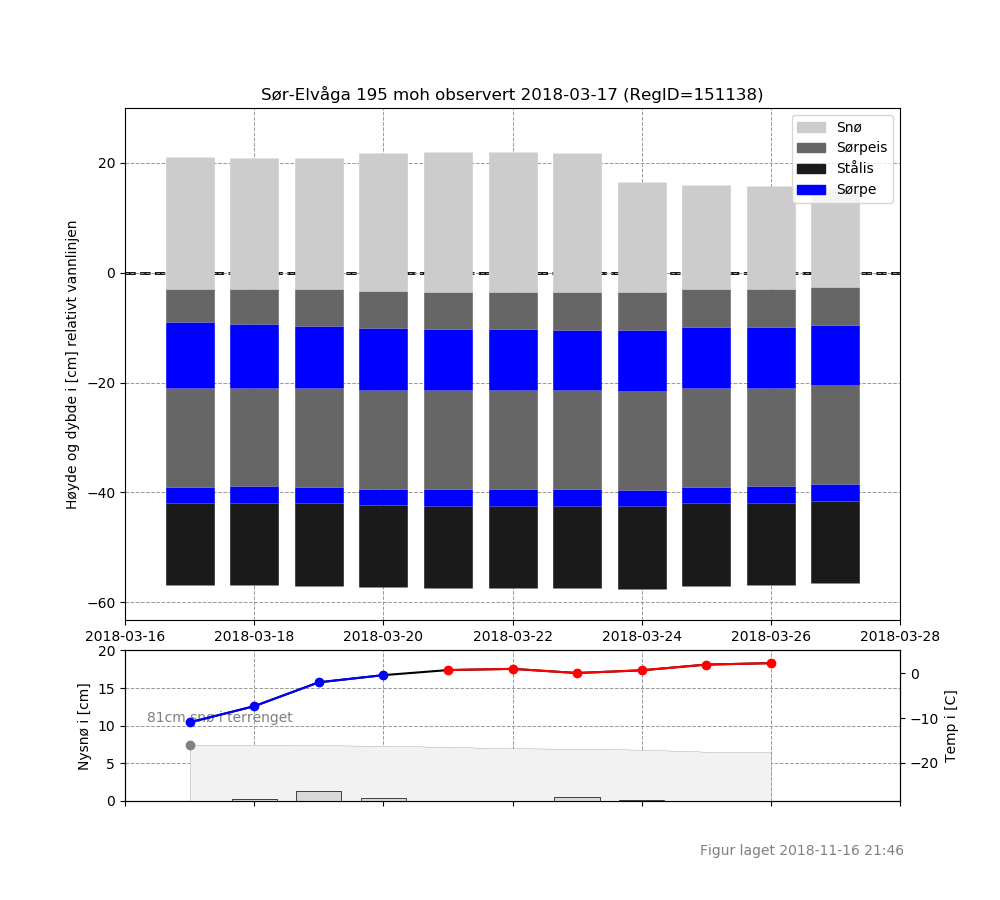 Sør-Elvåga 195 moh observert 2018-03-17 (RegID=151138)
Snø
Sørpeis
Stålis
Sørpe
Høyde og dybde i [cm] relativt vannlinjen
20
0
−20
−40
−60
2018-03-16 2018-03-18 2018-03-20 2018-03-22 2018-03-24 2018-03-26 2018-03-28
Nysnø i [cm]
20
15
10
5
0
81cm snø i terrenget
0
−10
−20
Temp i [C]
Figur laget 2018-11-16 21:46